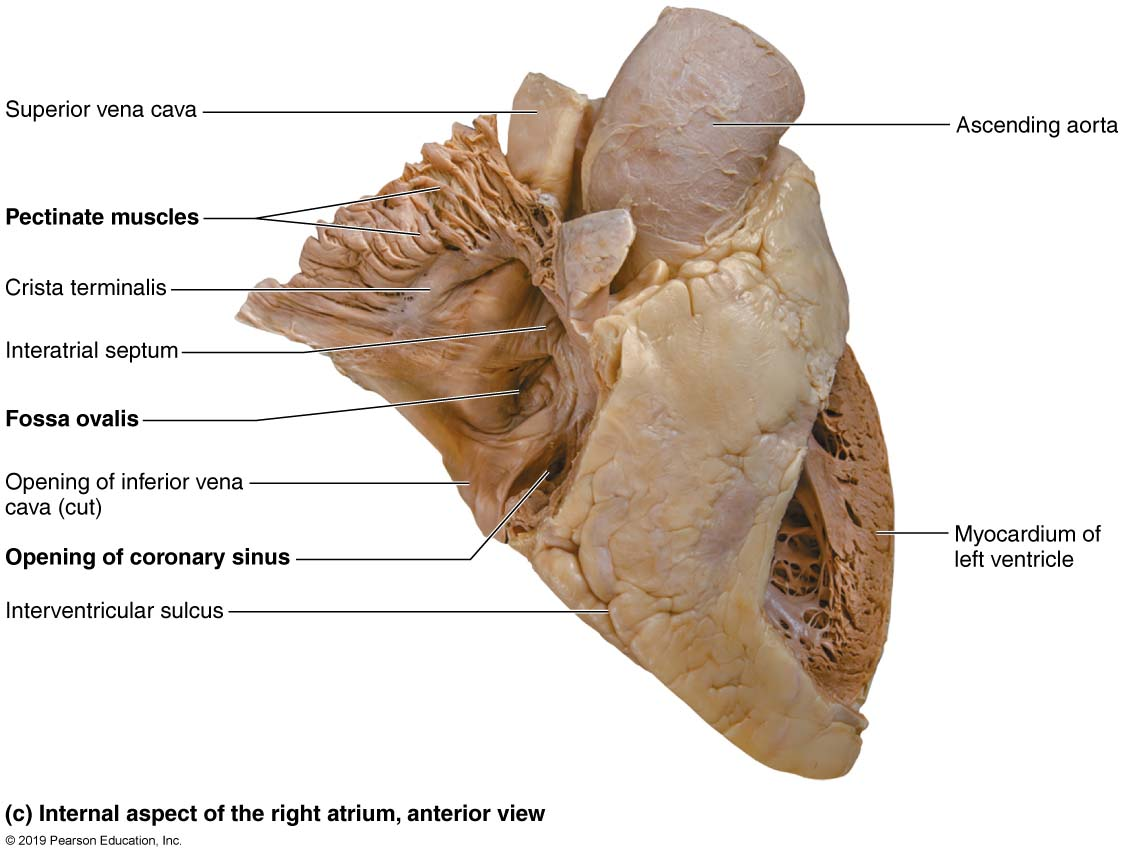 Superior vena cava
Ascending aorta
Pectinate muscles
Crista terminalis
Interatrial septum
Fossa ovalis
Opening of inferior vena
cava (cut)
Opening of coronary sinus
Myocardium of
left ventricle
Interventricular sulcus
(c) Internal aspect of the right atrium, anterior view
© 2019 Pearson Education, Inc.